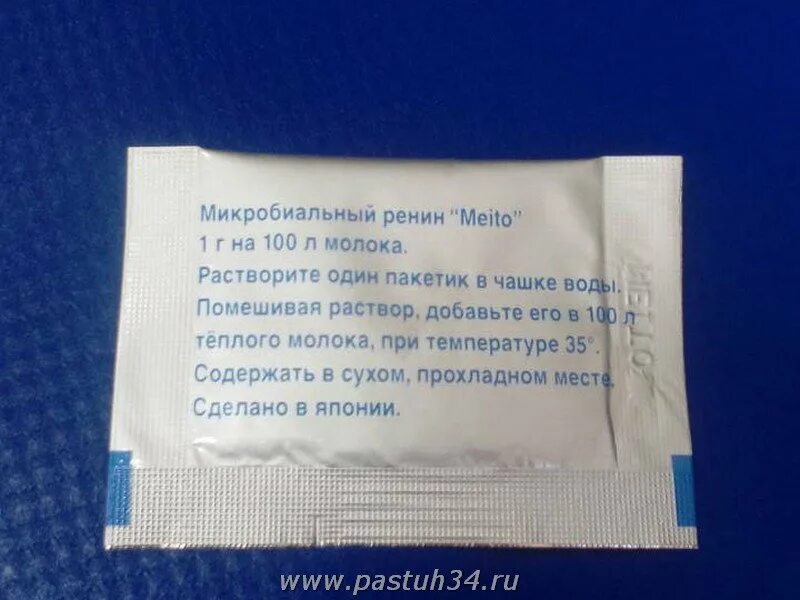 Микробиальный ренин "Meito"
1 г на 100 л молока.
Растворите один пакетик в чашке воды.
Помешивая раствор, добавьте его в 100 л
тёплого молока, при температуре 35°.
Содержать в сухом, прохладном месте.
Сделано в японии.
MEITO
www.pastuh34.ru